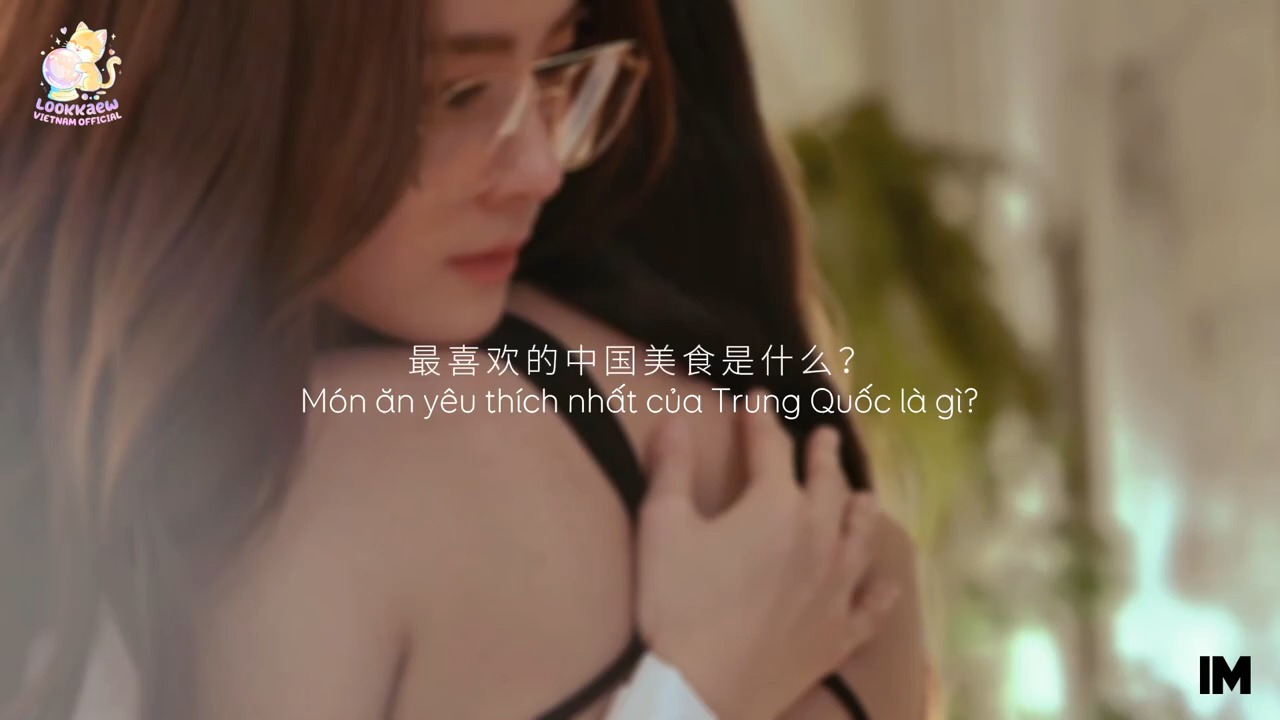 LOOKKAEW
VIETNAM OFFICIAL
最喜欢的中国美食是什么？
Món ăn yêu thích nhất của Trung Quốc là gì?
IM